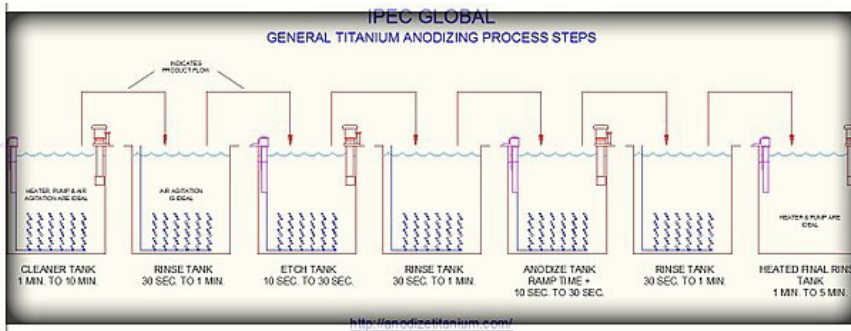 IPEC GLOBAL
GENERAL TITANIUM ANODIZING PROCESS STEPS
INDICATES
PRODUCT FLOW
HEATER, PUMP & AIR
AGITATION ARE IDEAL
AIR AGITATION
IS IDEAL
HEATER & PUMP ARE
IDEAL
CLEANER TANK
1 MIN. TO 10 MIN.
RINSE TANK
30 SEC. TO 1 MIN.
ETCH TANK
10 SEC. TO 30 SEC.
RINSE TANK
30 SEC. TO 1 MIN.
ANODIZE TANK
RAMP TIME +
10 SEC. TO 30 SEC.
RINSE TANK
30 SEC. TO 1 MIN.
HEATED FINAL RINS
TANK
1 MIN. TO 5 MIN.
http://anodizetitanium.com/